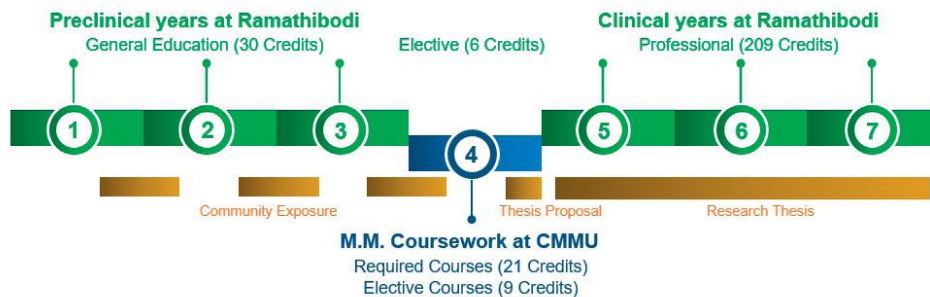 Preclinical years at Ramathibodi
General Education (30 Credits)
Elective (6 Credits)
Clinical years at Ramathibodi
Professional (209 Credits)
1
2
3
4
5
6
7
Community Exposure
Thesis Proposal
Research Thesis
M.M. Coursework at CMMU
Required Courses (21 Credits)
Elective Courses (9 Credits)